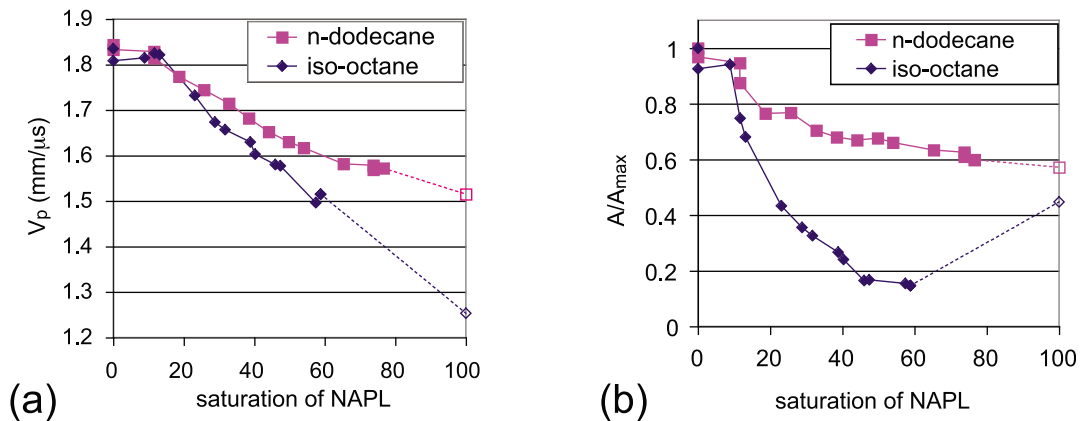 (a)
V_p (mm/μs)
1.9
1.8
1.7
1.6
1.5
1.4
1.3
1.2
n-dodecane
iso-octane
0 20 40 60 80 100
saturation of NAPL
(b)
A/A_max
1
0.8
0.6
0.4
0.2
0
n-dodecane
iso-octane
0 20 40 60 80 100
saturation of NAPL